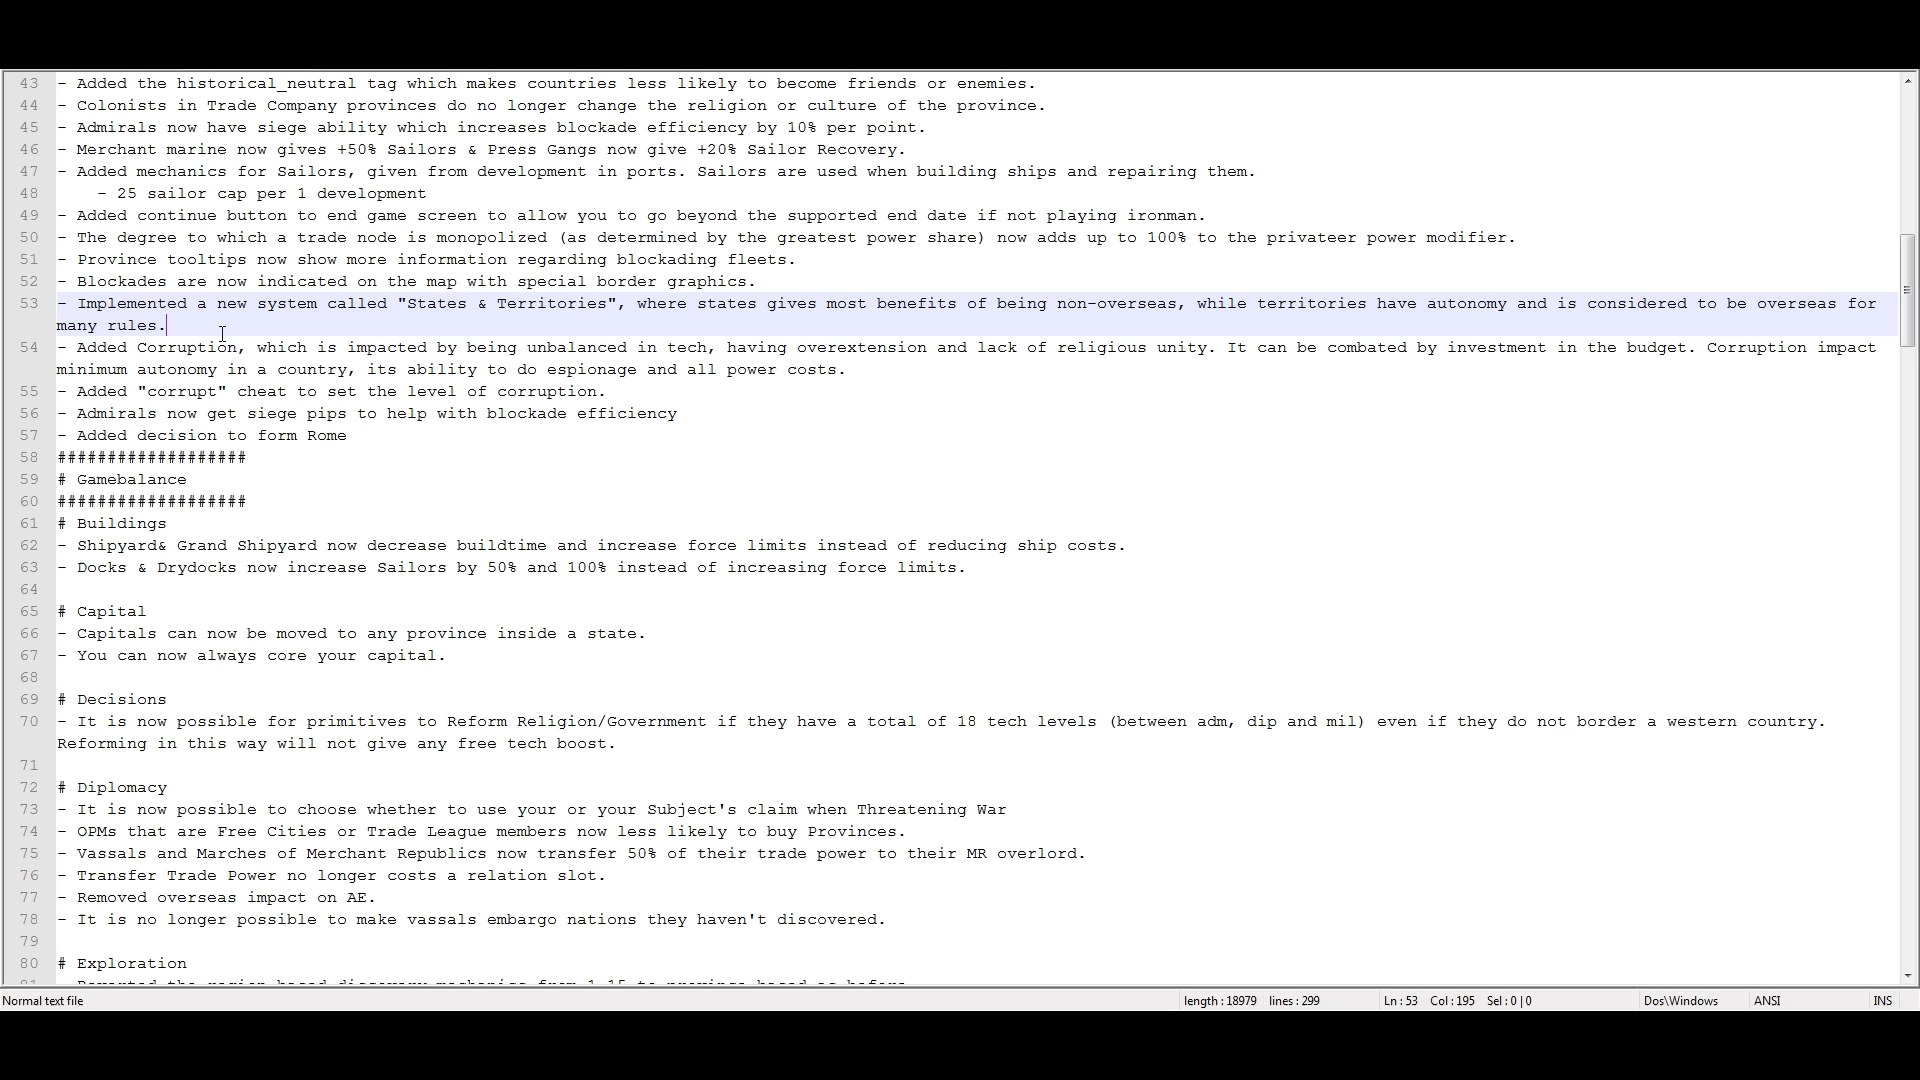 43 - Added the historical_neutral tag which makes countries less likely to become friends or enemies.
44 - Colonists in Trade Company provinces do no longer change the religion or culture of the province.
45 - Admirals now have siege ability which increases blockade efficiency by 10% per point.
46 - Merchant marine now gives +50% Sailors & Press Gangs now give +20% Sailor Recovery.
47 - Added mechanics for Sailors, given from development in ports. Sailors are used when building ships and repairing them.
48     - 25 sailor cap per 1 development
49 - Added continue button to end game screen to allow you to go beyond the supported end date if not playing ironman.
50 - The degree to which a trade node is monopolized (as determined by the greatest power share) now adds up to 100% to the privateer power modifier.
51 - Province tooltips now show more information regarding blockading fleets.
52 - Blockades are now indicated on the map with special border graphics.
53 - Implemented a new system called "States & Territories", where states gives most benefits of being non-overseas, while territories have autonomy and is considered to be overseas for
many rules.
54 - Added Corruption, which is impacted by being unbalanced in tech, having overextension and lack of religious unity. It can be combated by investment in the budget. Corruption impact
minimum autonomy in a country, its ability to do espionage and all power costs.
55 - Added "corrupt" cheat to set the level of corruption.
56 - Admirals now get siege pips to help with blockade efficiency
57 - Added decision to form Rome
58 ###################
59 # Gamebalance
60 ###################
61 # Buildings
62 - Shipyard& Grand Shipyard now decrease buildtime and increase force limits instead of reducing ship costs.
63 - Docks & Drydocks now increase Sailors by 50% and 100% instead of increasing force limits.
64
65 # Capital
66 - Capitals can now be moved to any province inside a state.
67 - You can now always core your capital.
68
69 # Decisions
70 - It is now possible for primitives to Reform Religion/Government if they have a total of 18 tech levels (between adm, dip and mil) even if they do not border a western country.
Reforming in this way will not give any free tech boost.
71
72 # Diplomacy
73 - It is now possible to choose whether to use your or your Subject's claim when Threatening War
74 - OPMs that are Free Cities or Trade League members now less likely to buy Provinces.
75 - Vassals and Marches of Merchant Republics now transfer 50% of their trade power to their MR overlord.
76 - Transfer Trade Power no longer costs a relation slot.
77 - Removed overseas impact on AE.
78 - It is no longer possible to make vassals embargo nations they haven't discovered.
79
80 # Exploration
81 - Reverted the region based discovery mechanics from 1.15 to province based as before
Normal text file length : 18979 lines : 299 Ln : 53 Col : 195 Sel : 0 | 0 Dos\Windows ANSI INS